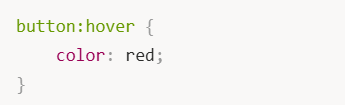 button:hover {
    color: red;
}